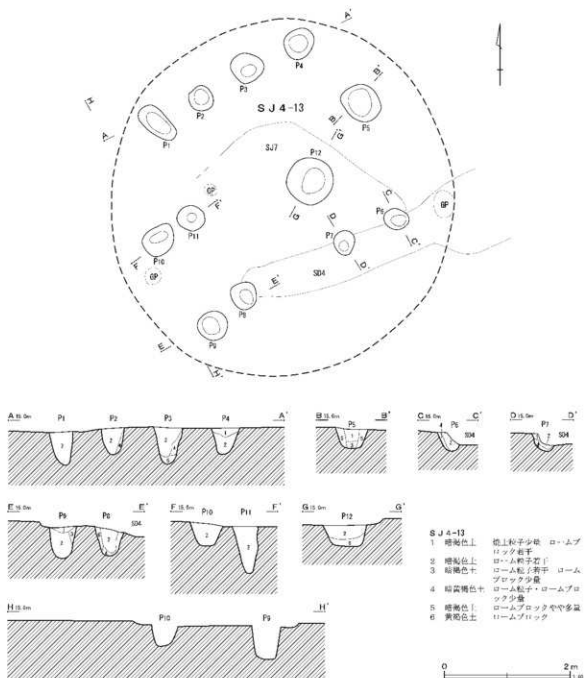 A'
P4
P3
B'
H
P2
SJ4-13
A
P1
P5
B
G'
SJ7
P12
GP
F'
C
P6
GP
P11
G
D
P7
C'
F
P10
D'
GP
E'
SD4
P8
E
P9
H'
A 15.0m P1 P2 P3 P4 A'
B 15.0m P5 B'
C 15.0m P6 C'
SD4
D 15.0m P7 D'
SD4
E 15.0m P9 P8 E'
SD4
F 15.0m P10 P11 F'
G 15.0m P12 G'
H 15.0m P10 P9 H'
SJ4-13
1 暗褐色土 焼土粒子少量 ロームブ
ロック若干
2 暗褐色土 ローム粒子若干
3 暗褐色土 ローム粒子若干 ローム
ブロック少量
4 暗黄褐色土 ローム粒子・ロームブロ
ック少量
5 暗褐色土 ロームブロックやや多量
6 黄褐色土 ロームブロック
0 2m